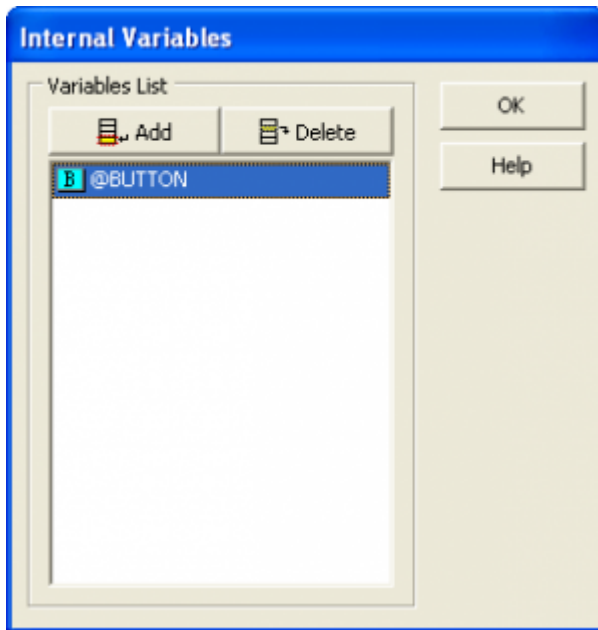 Internal Variables
Variables List
Add
Delete
OK
Help
B @BUTTON